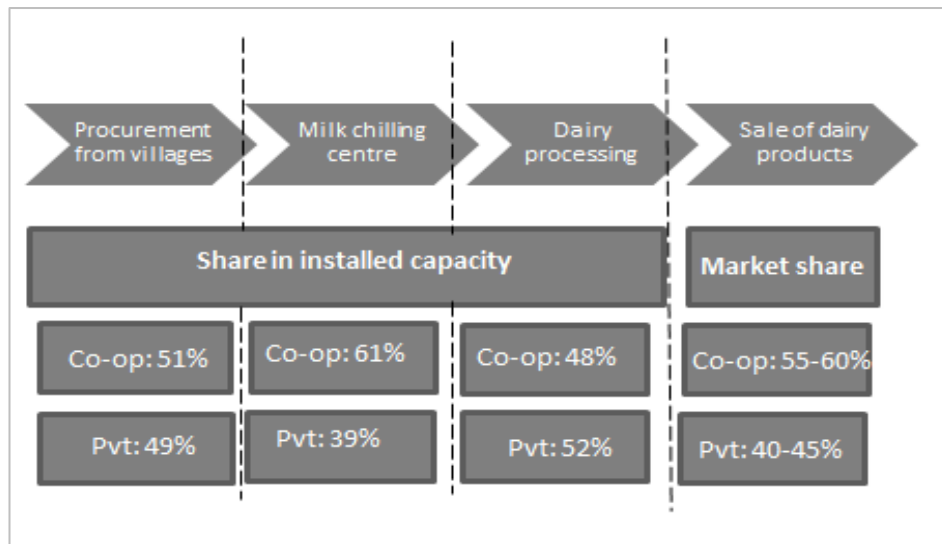 Procurement
from villages
Milk chilling
centre
Dairy
processing
Sale of dairy
products
Share in installed capacity
Market share
Co-op: 51%
Co-op: 61%
Co-op: 48%
Co-op: 55-60%
Pvt: 49%
Pvt: 39%
Pvt: 52%
Pvt: 40-45%